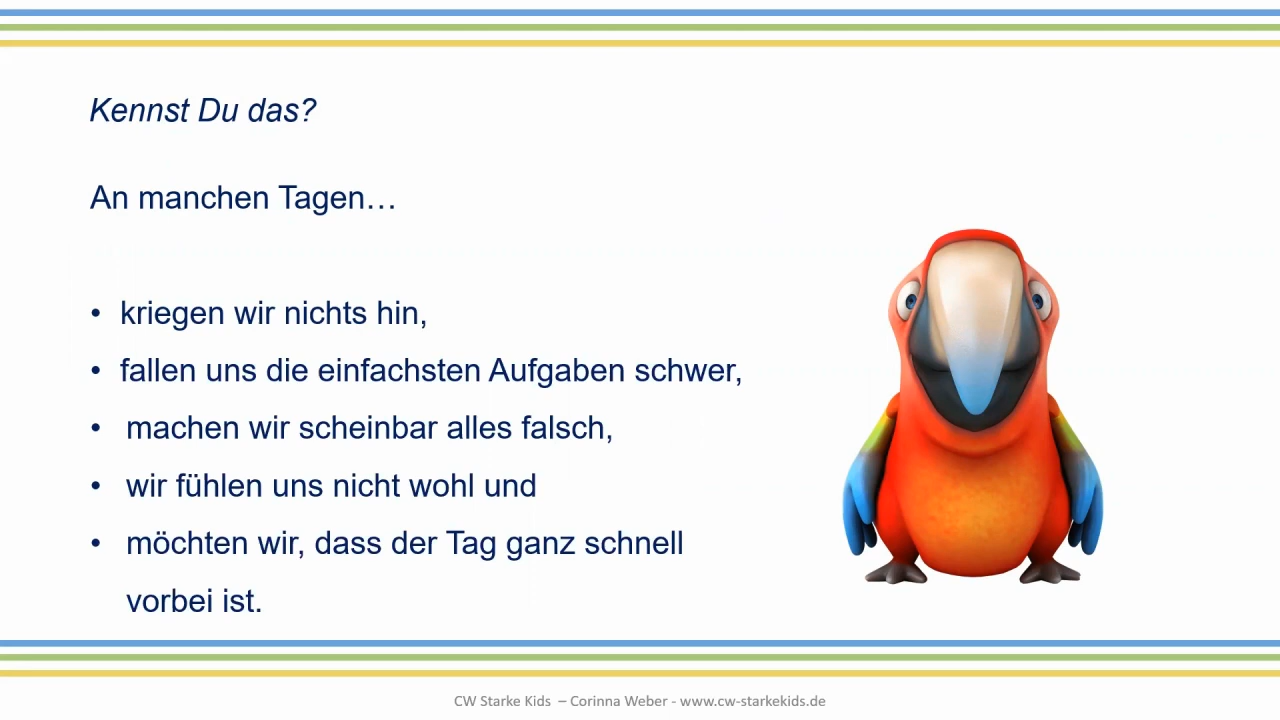 Kennst Du das?
An manchen Tagen…
• kriegen wir nichts hin,
• fallen uns die einfachsten Aufgaben schwer,
• machen wir scheinbar alles falsch,
• wir fühlen uns nicht wohl und
• möchten wir, dass der Tag ganz schnell
vorbei ist.
CW Starke Kids – Corinna Weber - www.cw-starkekids.de